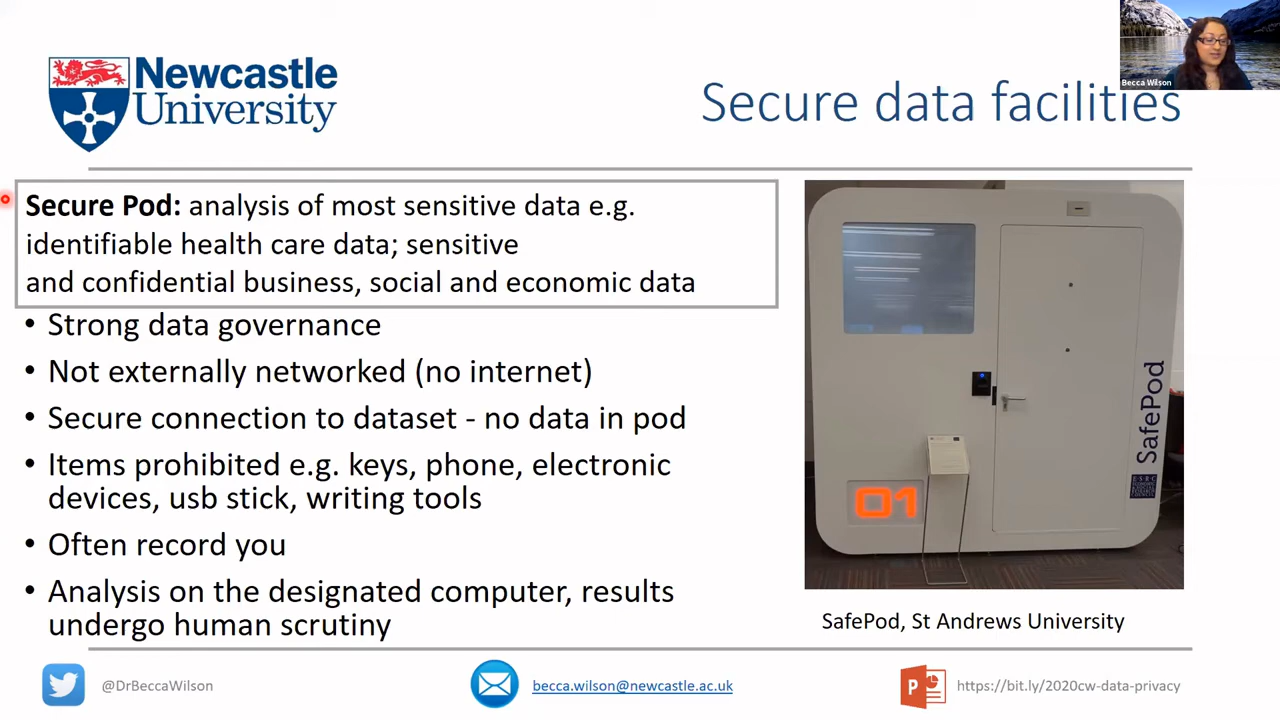 Becca Wilson
Newcastle
University
Secure data facilities
Secure Pod: analysis of most sensitive data e.g.
identifiable health care data; sensitive
and confidential business, social and economic data
• Strong data governance
• Not externally networked (no internet)
• Secure connection to dataset - no data in pod
• Items prohibited e.g. keys, phone, electronic
devices, usb stick, writing tools
• Often record you
• Analysis on the designated computer, results
undergo human scrutiny
SafePod
E·S·R·C
01
SafePod, St Andrews University
@DrBeccaWilson
becca.wilson@newcastle.ac.uk
P
https://bit.ly/2020cw-data-privacy